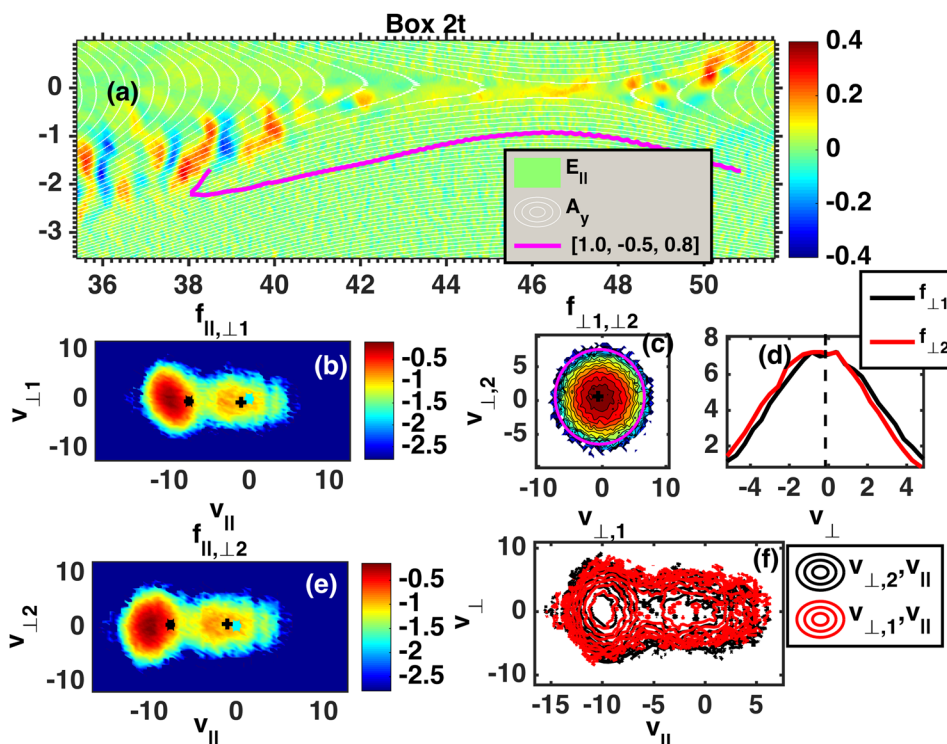 Box 2t
(a)
0
-1
-2
-3
E||
Ay
[1.0, -0.5, 0.8]
0.4
0.2
0
-0.2
-0.4
36 38 40 42 44 46 48 50
f||,⊥1
(b)
10
0
-10
v⊥1
-10 0 10
v||
-0.5
-1
-1.5
-2
-2.5
f⊥1,⊥2
(c)
5
0
-5
v⊥,2
-10 0 10
v⊥,1
f⊥1
f⊥2
(d)
8
6
4
2
-4 -2 0 2 4
v⊥
f||,⊥2
(e)
10
0
-10
v⊥2
-10 0 10
v||
-0.5
-1
-1.5
-2
-2.5
(f)
10
0
-10
v⊥
-15 -10 -5 0 5
v||
v⊥,2,v||
v⊥,1,v||